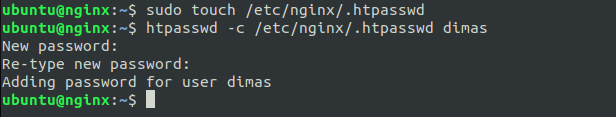 ubuntu@nginx:~$ sudo touch /etc/nginx/.htpasswd
ubuntu@nginx:~$ htpasswd -c /etc/nginx/.htpasswd dimas
New password:
Re-type new password:
Adding password for user dimas
ubuntu@nginx:~$